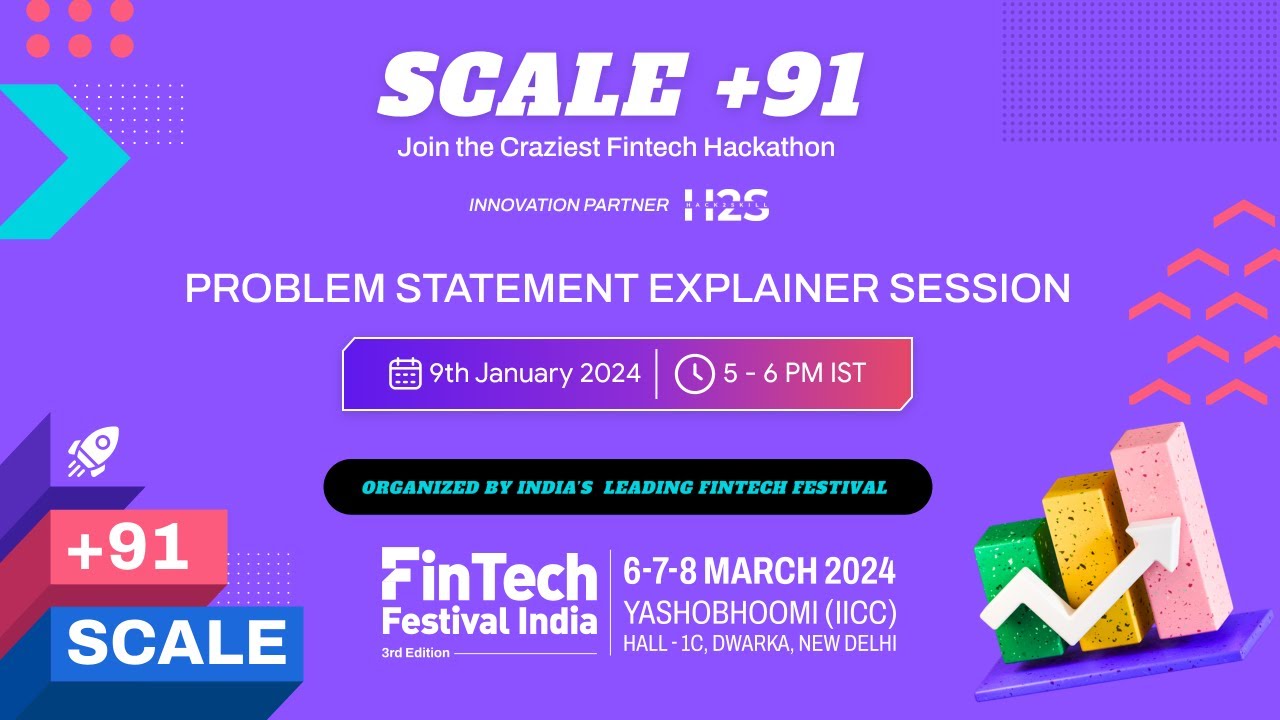 SCALE +91
Join the Craziest Fintech Hackathon
INNOVATION PARTNER H2S
HACK2SKILL
PROBLEM STATEMENT EXPLAINER SESSION
9th January 2024 | 5 - 6 PM IST
ORGANIZED BY INDIA'S LEADING FINTECH FESTIVAL
+91
SCALE
FinTech
Festival India
3rd Edition
6-7-8 MARCH 2024
YASHOBHOOMI (IICC)
HALL - 1C, DWARKA, NEW DELHI